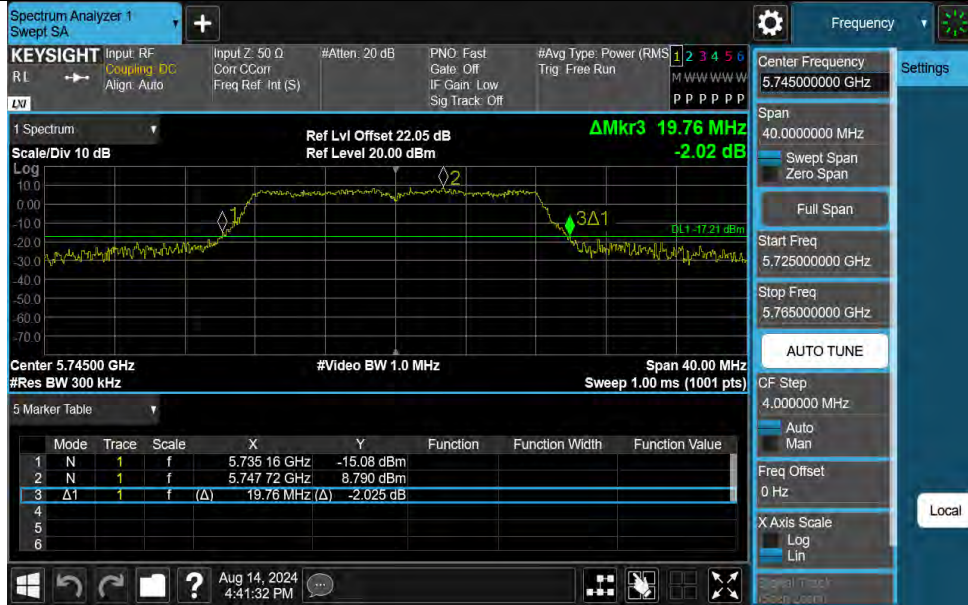 Spectrum Analyzer 1
Swept SA
Frequency
KEYSIGHT
RL
LXI
Input: RF
Coupling: DC
Align: Auto
Input Z: 50 Ω
Corr CCorr
Freq Ref: Int (S)
#Atten: 20 dB
PNO: Fast
Gate: Off
IF Gain: Low
Sig Track: Off
#Avg Type: Power (RMS
Trig: Free Run
1 2 3 4 5 6
M W W W W W
P P P P P P
1 Spectrum
Scale/Div 10 dB
Ref Lvl Offset 22.05 dB
Ref Level 20.00 dBm
ΔMkr3 19.76 MHz
-2.02 dB
Log
10.0
0.00
-10.0
-20.0
-30.0
-40.0
-50.0
-60.0
-70.0
1
2
3Δ1
DL1 -17.21 dBm
Center 5.74500 GHz
#Res BW 300 kHz
#Video BW 1.0 MHz
Span 40.00 MHz
Sweep 1.00 ms (1001 pts)
5 Marker Table
Mode Trace Scale X Y Function Function Width Function Value
1 N 1 f 5.735 16 GHz -15.08 dBm
2 N 1 f 5.747 72 GHz 8.790 dBm
3 Δ1 1 f (Δ) 19.76 MHz (Δ) -2.025 dB
4
5
6
Aug 14, 2024
4:41:32 PM
Center Frequency
5.745000000 GHz
Span
40.0000000 MHz
Swept Span
Zero Span
Full Span
Start Freq
5.725000000 GHz
Stop Freq
5.765000000 GHz
AUTO TUNE
CF Step
4.000000 MHz
Auto
Man
Freq Offset
0 Hz
X Axis Scale
Log
Lin
Signal Track
(Span Zoom)
Settings
Local